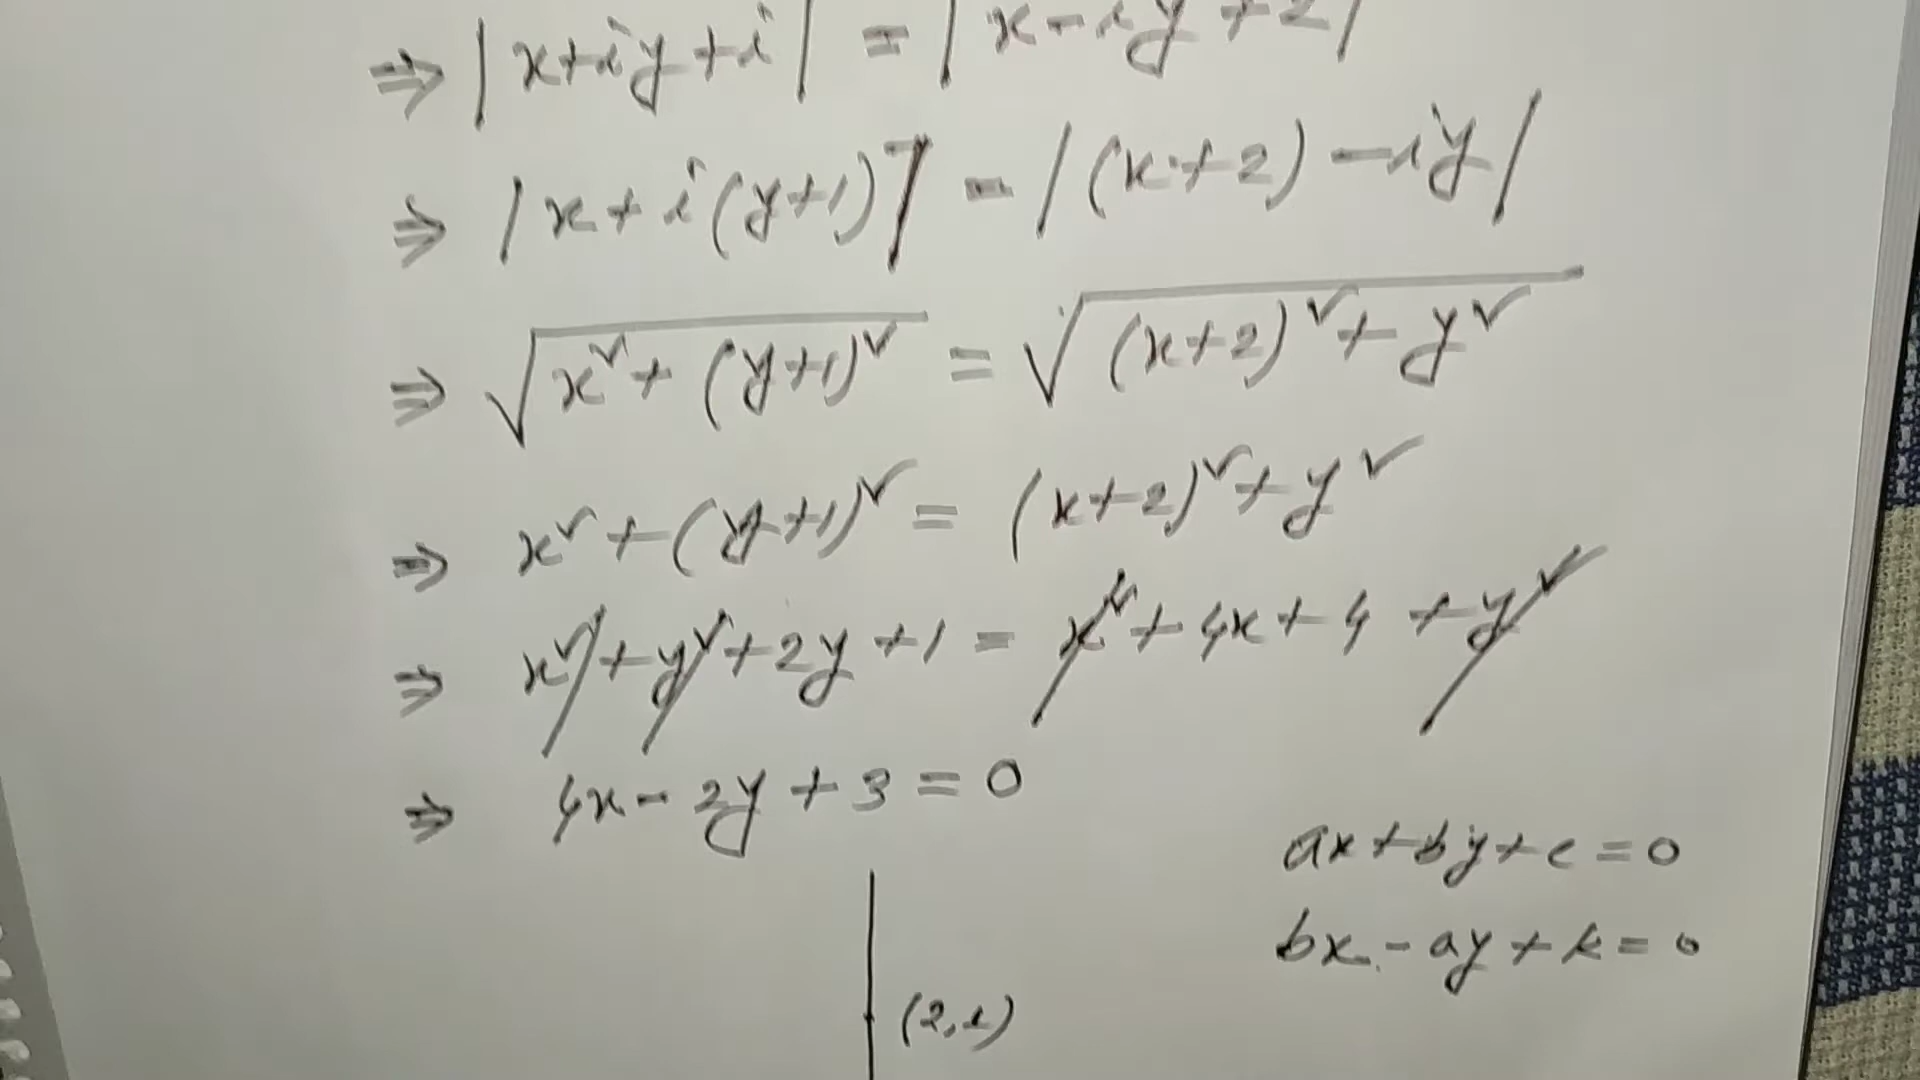 ⇒ |x+iy+i| = |x-iy+2|
⇒ |x+i(y+1)| = |(x+2)-iy|
⇒ √(x²+(y+1)²) = √((x+2)²+y²)
⇒ x²+(y+1)² = (x+2)²+y²
⇒ x²+y²+2y+1 = x²+4x+4+y²
⇒ 4x-2y+3=0
ax+by+c=0
bx-ay+k=0
(2,1)